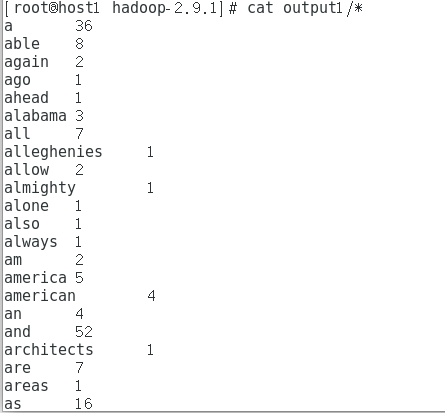 [root@host1 hadoop-2.9.1]# cat output1/*
a 36
able 8
again 2
ago 1
ahead 1
alabama 3
all 7
alleghenies 1
allow 2
almighty 1
alone 1
also 1
always 1
am 2
america 5
american 4
an 4
and 52
architects 1
are 7
areas 1
as 16